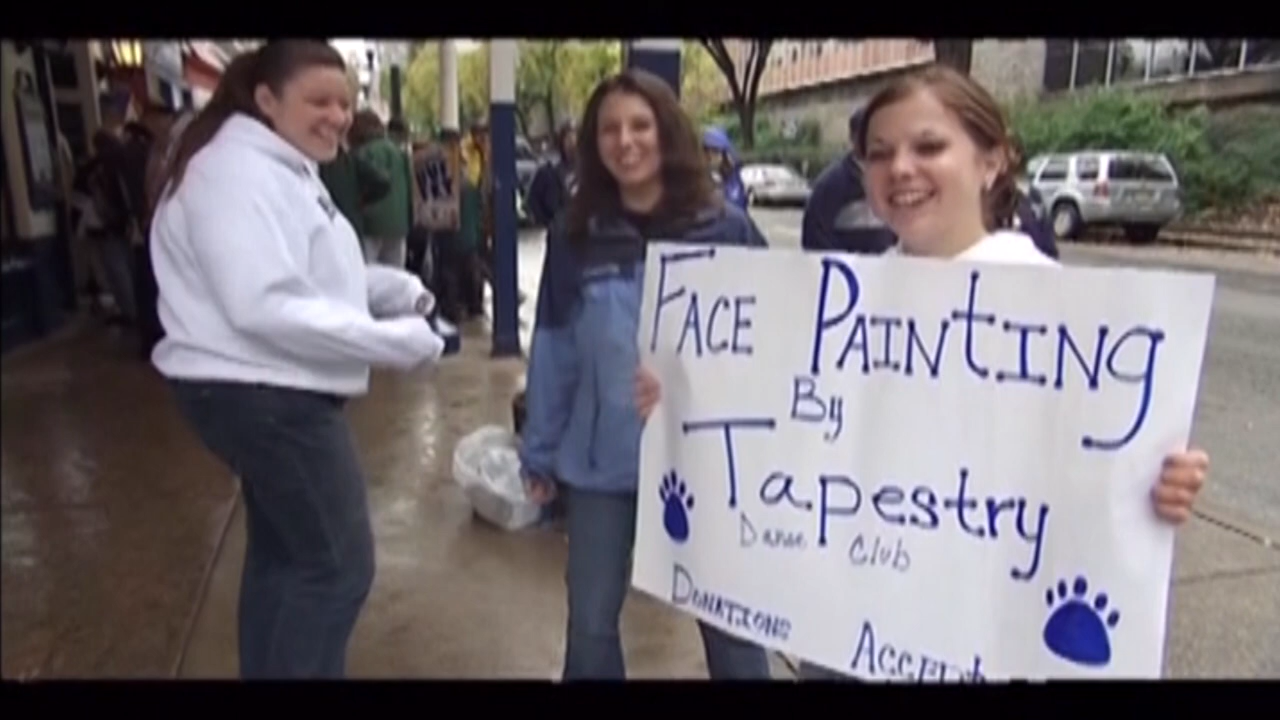 FACE PAINtING
By
Tapestry
Dance Club
DONATIONS